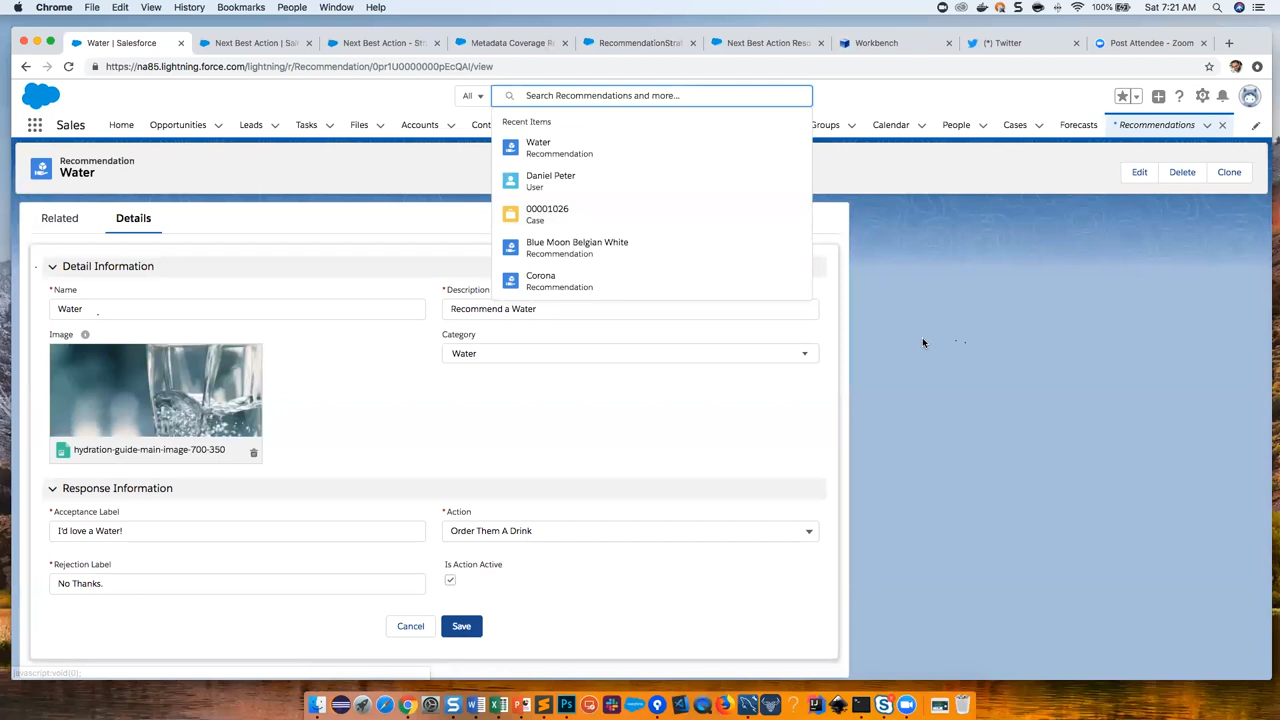 Chrome File Edit View History Bookmarks People Window Help
100% Sat 7:21 AM
Water | Salesforce
Next Best Action | Sal
Next Best Action - Str
Metadata Coverage R
RecommendationStrat
Next Best Action Reso
Workbench
(*) Twitter
Post Attendee - Zoom
https://na85.lightning.force.com/lightning/r/Recommendation/0pr1U0000000pEcQAI/view
All
Search Recommendations and more...
Sales Home Opportunities Leads Tasks Files Accounts Cont
Groups Calendar People Cases Forecasts * Recommendations
Recent Items
Water
Recommendation
Daniel Peter
User
00001026
Case
Blue Moon Belgian White
Recommendation
Corona
Recommendation
Recommendation
Water
Edit Delete Clone
Related Details
Detail Information
* Name
Water
* Description
Recommend a Water
Image
Category
Water
hydration-guide-main-image-700-350
Response Information
* Acceptance Label
I'd love a Water!
* Action
Order Them A Drink
* Rejection Label
No Thanks.
Is Action Active
Cancel Save
javascript:void(0);